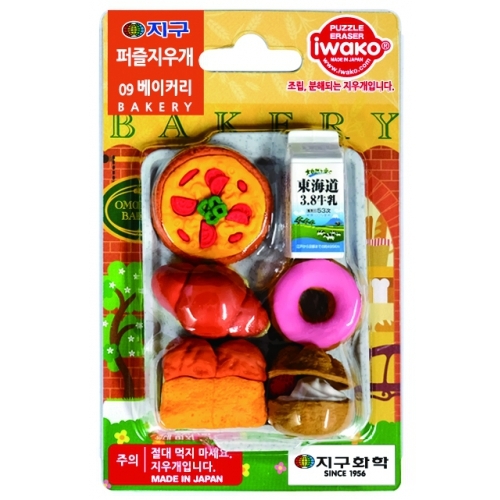 지구
퍼즐지우개
09 베이커리
BAKERY
PUZZLE ERASER
iwako®
MADE IN JAPAN
www.iwako.com
조립, 분해되는 지우개입니다.
BAKERY
東海道
3.8牛乳
주의
절대 먹지 마세요.
지우개입니다.
MADE IN JAPAN
지구화학
SINCE 1956